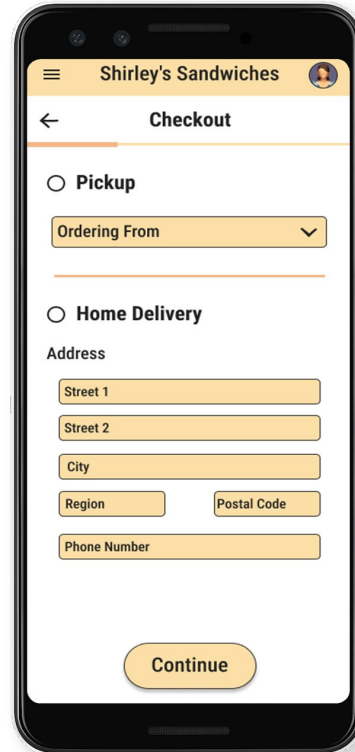 Shirley's Sandwiches
Checkout
Pickup
Ordering From
Home Delivery
Address
Street 1
Street 2
City
Region Postal Code
Phone Number
Continue